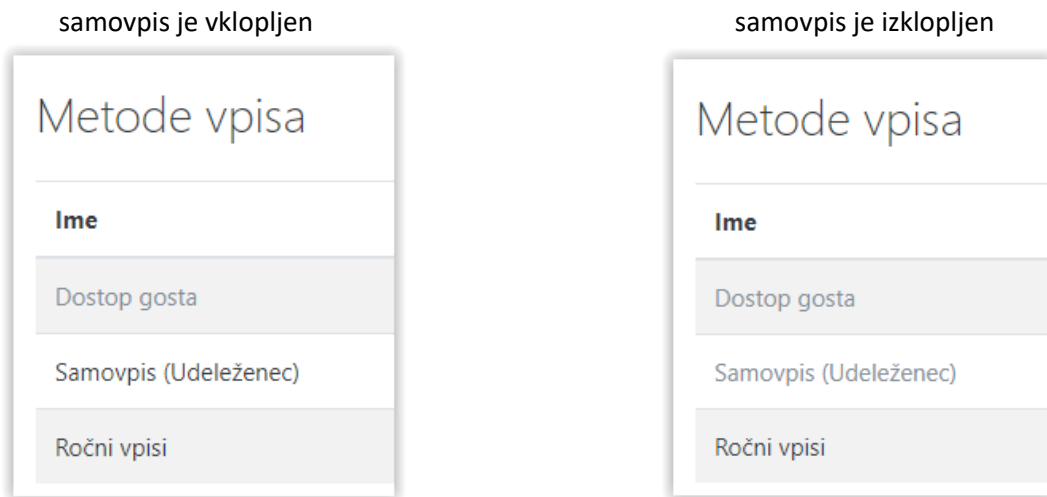 samovpis je vklopljen
Metode vpisa
Ime
Dostop gosta
Samovpis (Udeleženec)
Ročni vpisi
samovpis je izklopljen
Metode vpisa
Ime
Dostop gosta
Samovpis (Udeleženec)
Ročni vpisi